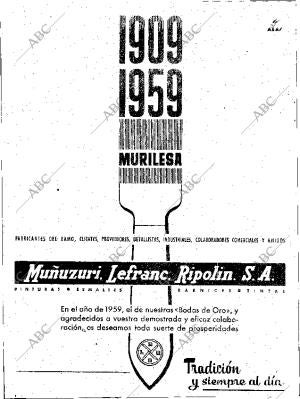 1909
1959
MURILESA
FABRICANTES DEL RAMO, CLIENTES, PROVEEDORES, DETALLISTAS, INDUSTRIALES, COLABORADORES COMERCIALES Y AMIGOS
Muñuzuri, Lefranc, Ripolin, S.A.
PINTURAS • ESMALTES BARNICES • TINTAS
En el año de 1959, el de nuestras «Bodas de Oro», y
agradecidos a vuestra demostrada y eficaz colabo-
ración, os deseamos toda suerte de prosperidades
Tradición
y siempre al día